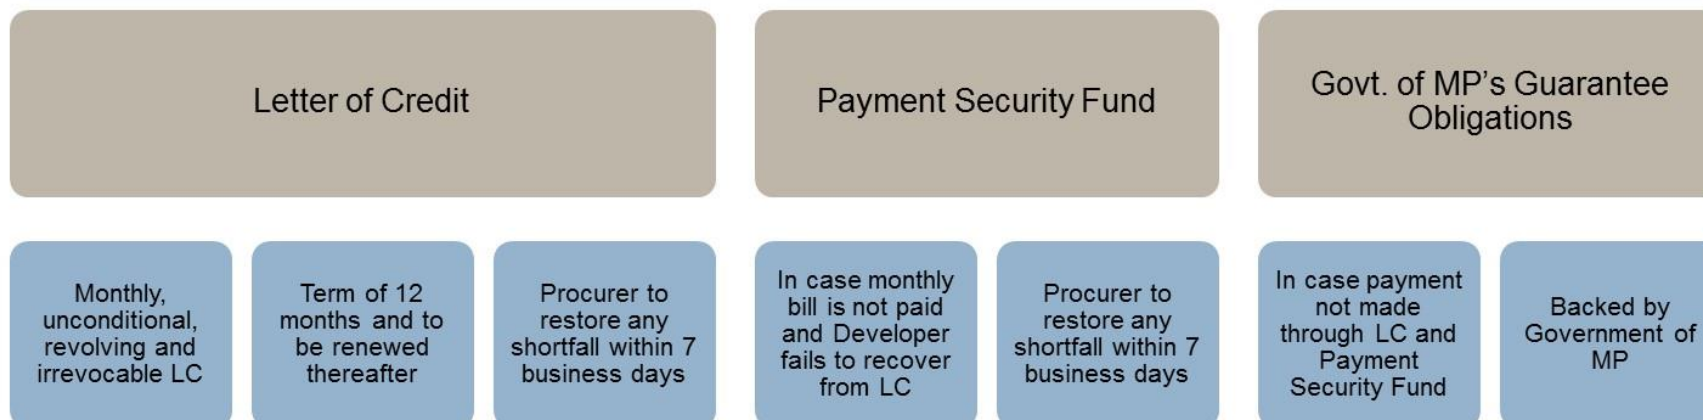 Letter of Credit
Payment Security Fund
Govt. of MP’s Guarantee
Obligations
Monthly,
unconditional,
revolving and
irrevocable LC
Term of 12
months and to
be renewed
thereafter
Procurer to
restore any
shortfall within 7
business days
In case monthly
bill is not paid
and Developer
fails to recover
from LC
Procurer to
restore any
shortfall within 7
business days
In case payment
not made
through LC and
Payment
Security Fund
Backed by
Government of
MP